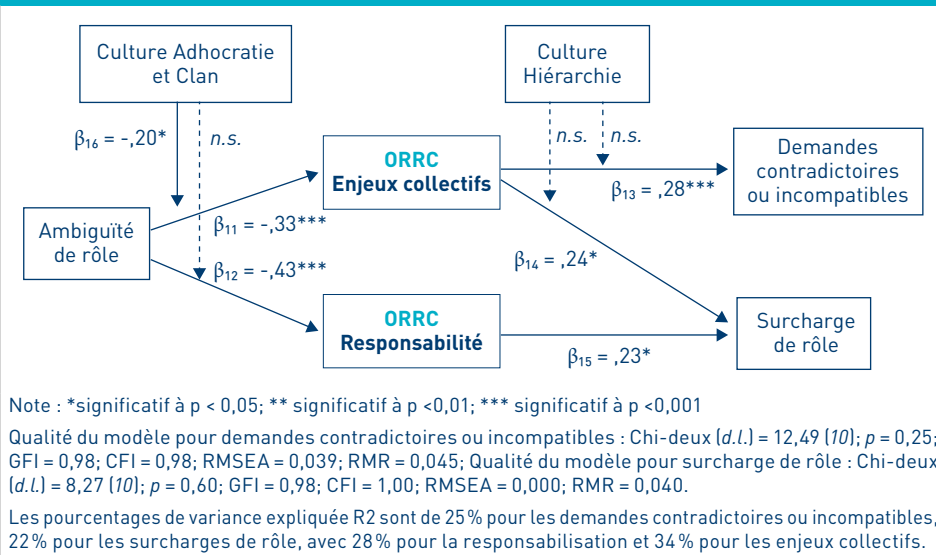 Culture Adhocratie
et Clan
Culture
Hiérarchie
β₁₆ = -,20*
n.s.
n.s.
n.s.
ORRC
Enjeux collectifs
Demandes
contradictoires
ou incompatibles
β₁₃ = ,28***
Ambiguïté
de rôle
β₁₁ = -,33***
β₁₂ = -,43***
β₁₄ = ,24*
ORRC
Responsabilité
Surcharge
de rôle
β₁₅ = ,23*
Note : *significatif à p < 0,05; ** significatif à p <0,01; *** significatif à p <0,001
Qualité du modèle pour demandes contradictoires ou incompatibles : Chi-deux (d.l.) = 12,49 (10); p = 0,25;
GFI = 0,98; CFI = 0,98; RMSEA = 0,039; RMR = 0,045; Qualité du modèle pour surcharge de rôle : Chi-deux
(d.l.) = 8,27 (10); p = 0,60; GFI = 0,98; CFI = 1,00; RMSEA = 0,000; RMR = 0,040.
Les pourcentages de variance expliquée R2 sont de 25 % pour les demandes contradictoires ou incompatibles,
22 % pour les surcharges de rôle, avec 28 % pour la responsabilisation et 34 % pour les enjeux collectifs.